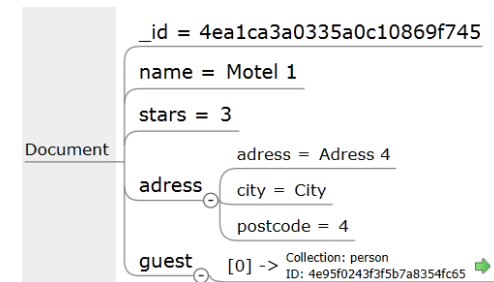 _id = 4ea1ca3a0335a0c10869f745
name = Motel 1
stars = 3
Document
adress = Adress 4
adress
city = City
postcode = 4
guest
[0] -> Collection: person
ID: 4e95f0243f3f5b7a8354fc65